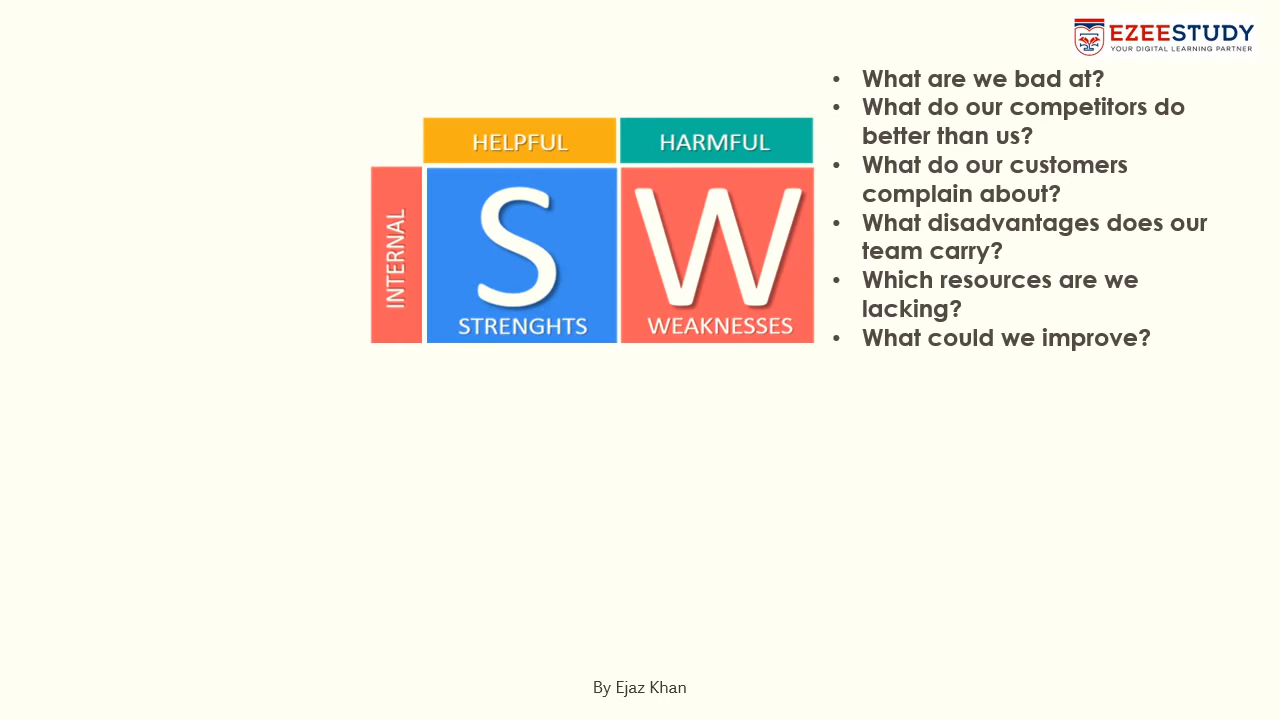 EZEESTUDY
YOUR DIGITAL LEARNING PARTNER
HELPFUL
HARMFUL
INTERNAL
S
STRENGHTS
W
WEAKNESSES
• What are we bad at?
• What do our competitors do
better than us?
• What do our customers
complain about?
• What disadvantages does our
team carry?
• Which resources are we
lacking?
• What could we improve?
By Ejaz Khan